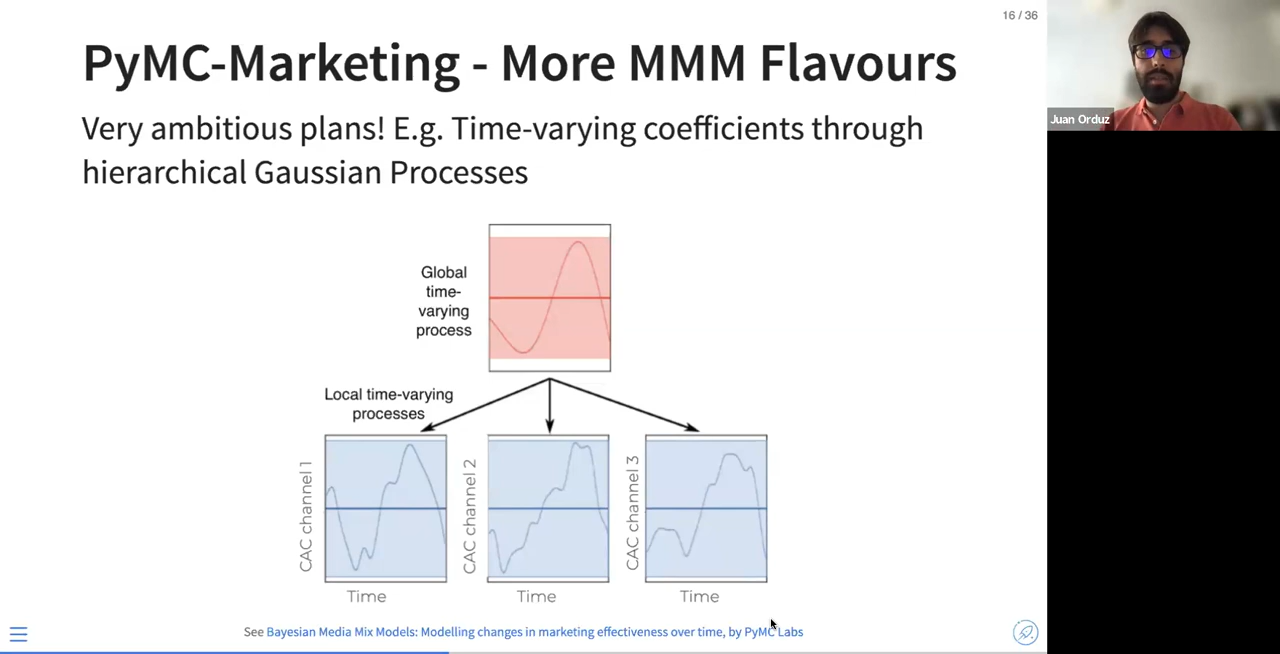 16 / 36
PyMC-Marketing - More MMM Flavours
Very ambitious plans! E.g. Time-varying coefficients through
hierarchical Gaussian Processes
Juan Orduz
Global
time-
varying
process
Local time-varying
processes
CAC channel 1
CAC channel 2
CAC channel 3
Time
Time
Time
See Bayesian Media Mix Models: Modelling changes in marketing effectiveness over time, by PyMC Labs